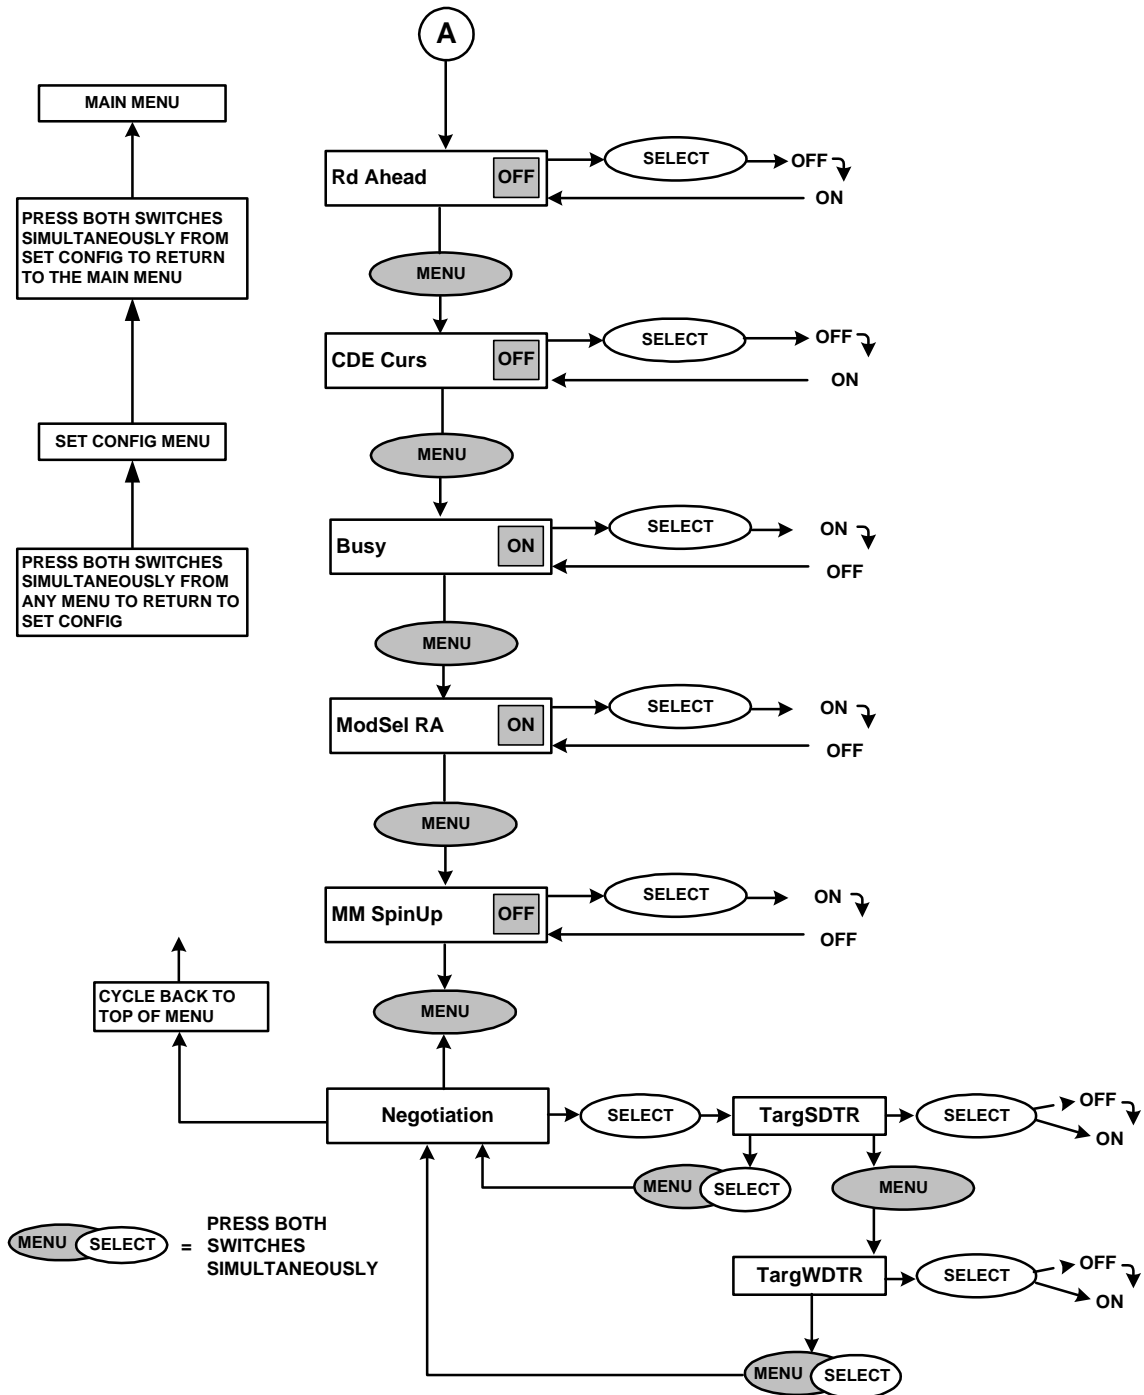 A
MAIN MENU
PRESS BOTH SWITCHES
SIMULTANEOUSLY FROM
SET CONFIG TO RETURN
TO THE MAIN MENU
SET CONFIG MENU
PRESS BOTH SWITCHES
SIMULTANEOUSLY FROM
ANY MENU TO RETURN TO
SET CONFIG
Rd Ahead OFF SELECT OFF
ON
MENU
CDE Curs OFF SELECT OFF
ON
MENU
Busy ON SELECT ON
OFF
MENU
ModSel RA ON SELECT ON
OFF
MENU
MM SpinUp OFF SELECT ON
OFF
MENU
CYCLE BACK TO
TOP OF MENU
Negotiation SELECT TargSDTR SELECT OFF
ON
MENU SELECT MENU
TargWDTR SELECT OFF
ON
MENU SELECT
MENU SELECT = PRESS BOTH
SWITCHES
SIMULTANEOUSLY